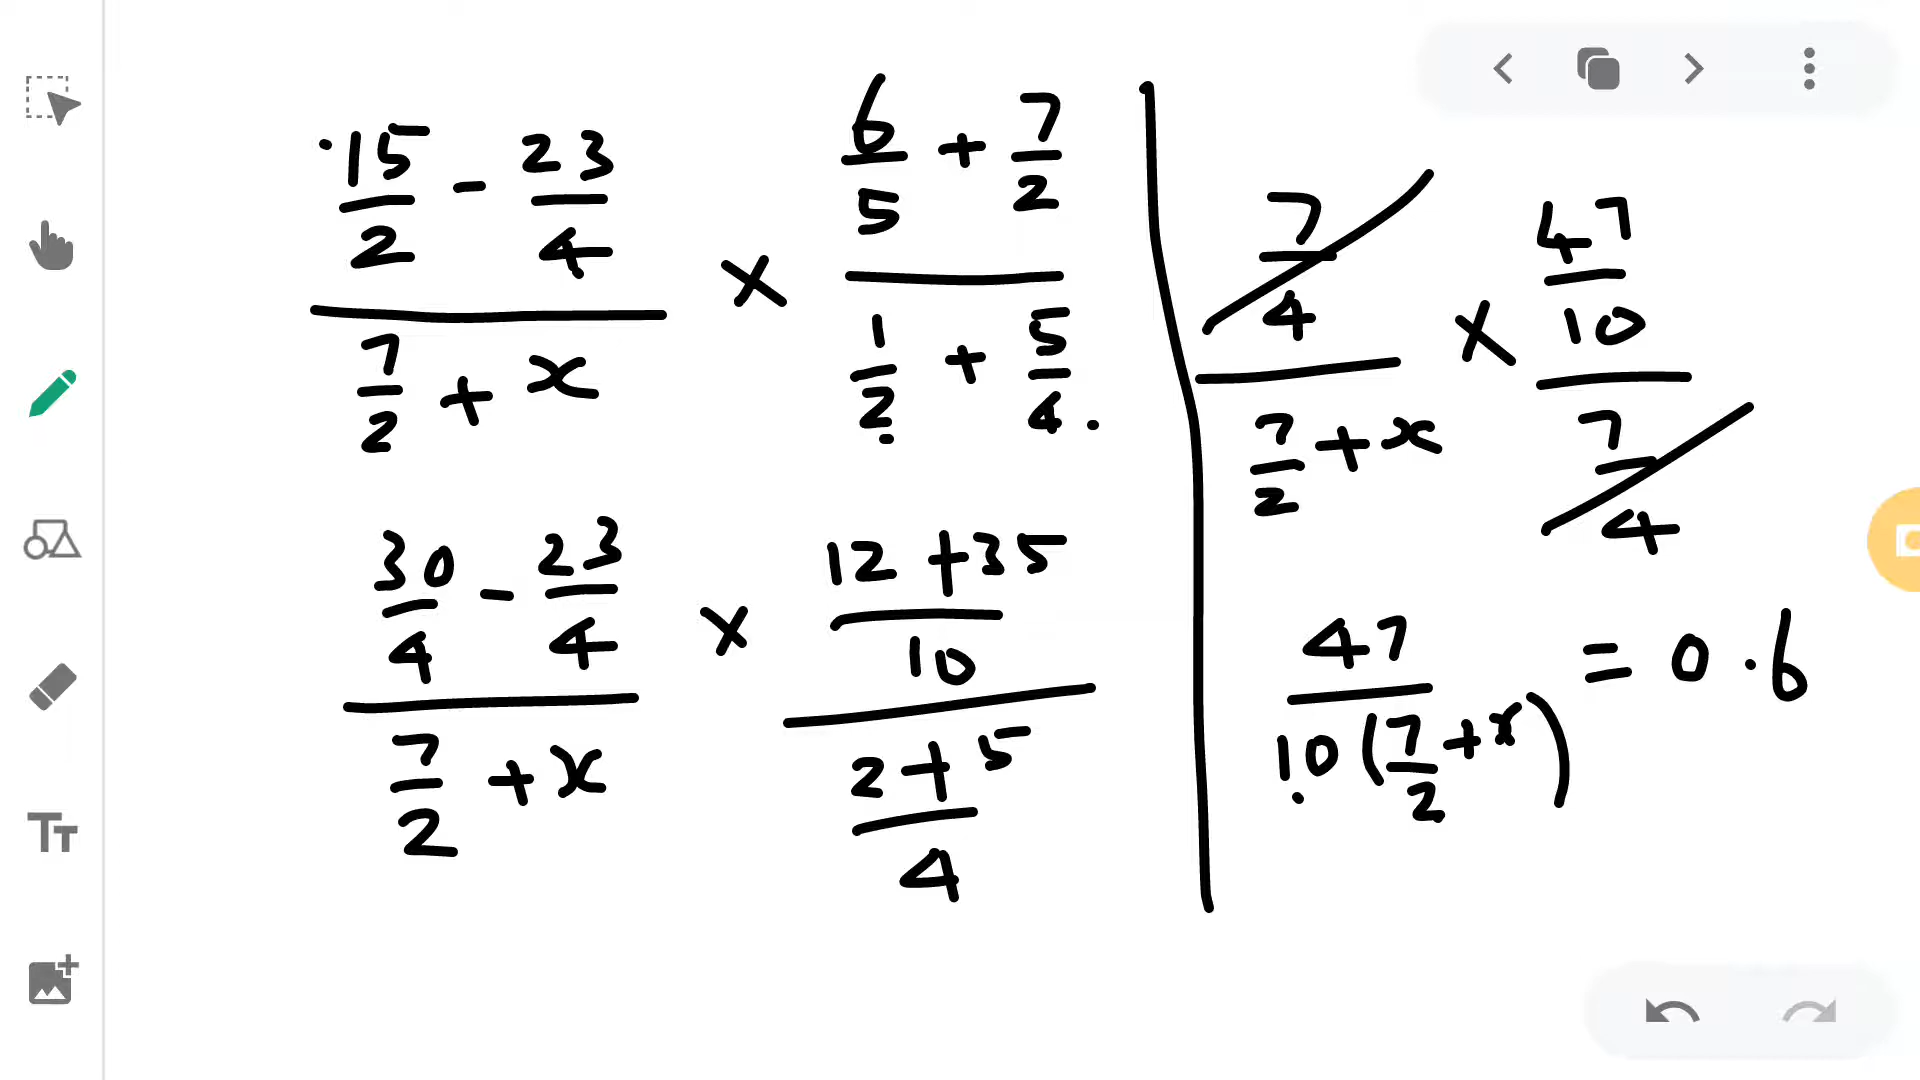 15/2 - 23/4 × 6/5 + 7/2
7/2 + x 1/2 + 5/4
30/4 - 23/4 × 12 + 35/10
7/2 + x 2 + 5/4
7/4 × 47/10
7/2 + x 7/4
47/10(7/2 + x) = 0.6
Tт